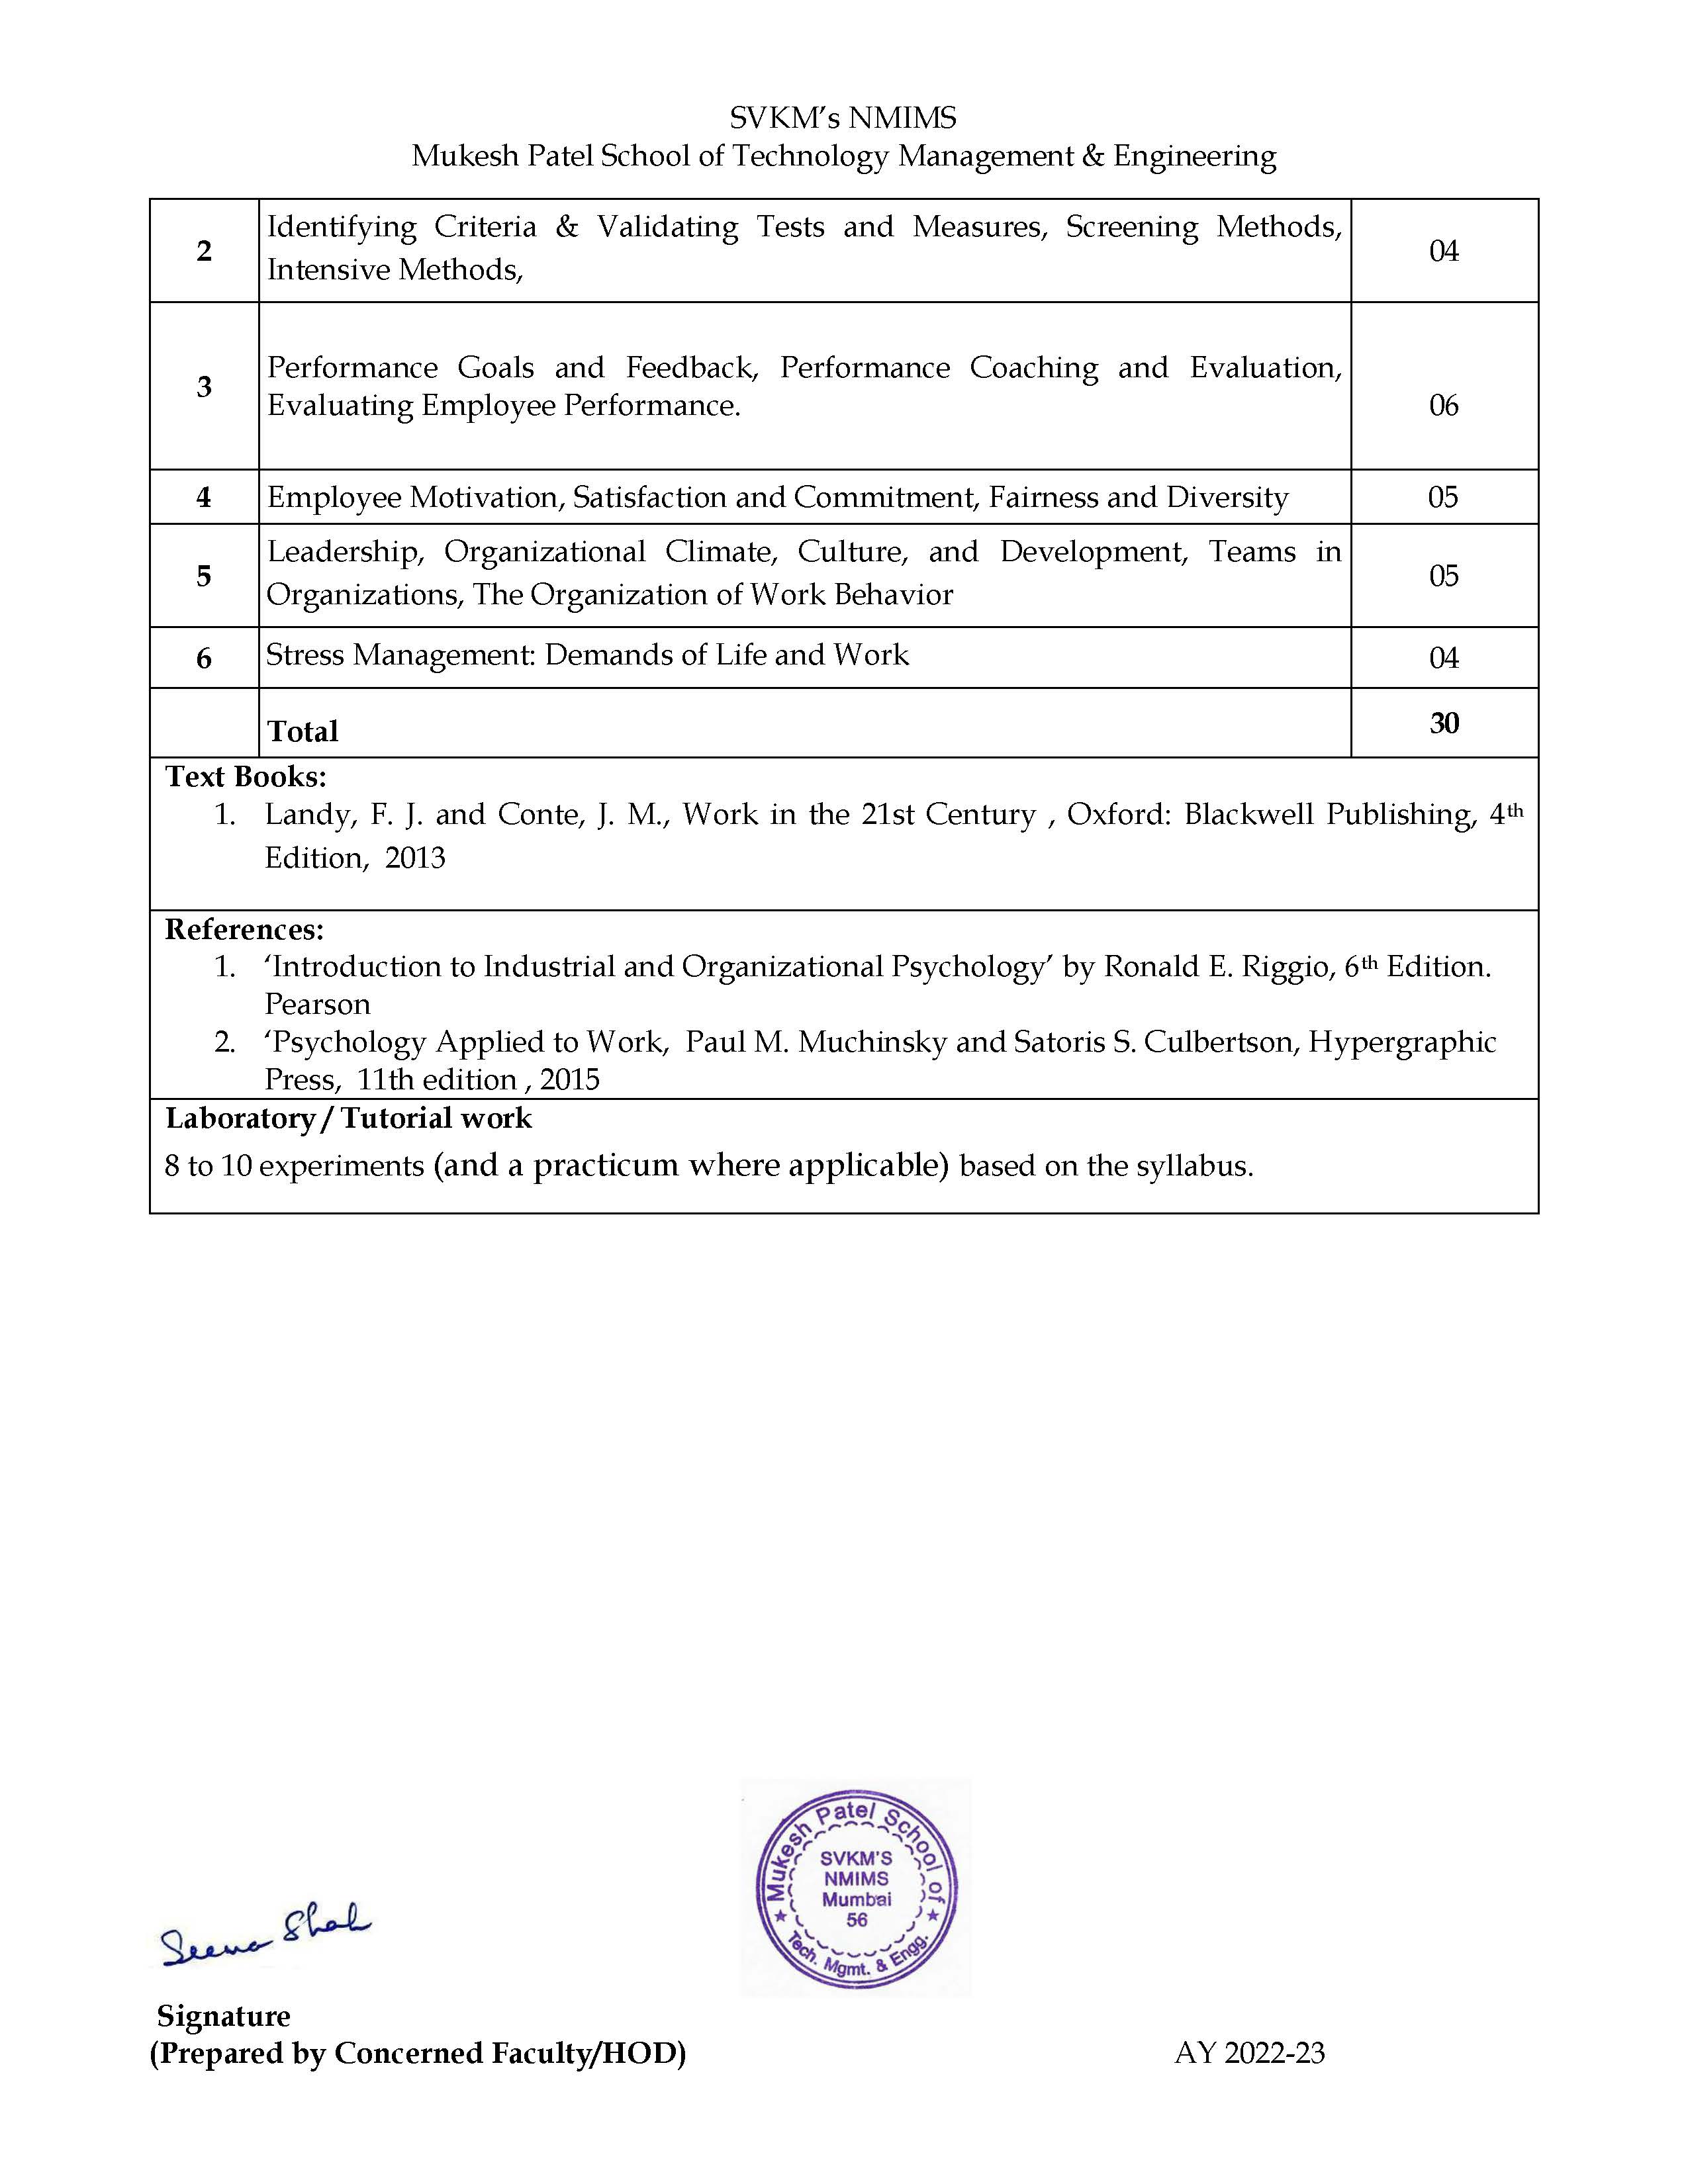 SVKM’s NMIMS
Mukesh Patel School of Technology Management & Engineering
2 Identifying Criteria & Validating Tests and Measures, Screening Methods, 04
Intensive Methods,
3 Performance Goals and Feedback, Performance Coaching and Evaluation, 06
Evaluating Employee Performance.
4 Employee Motivation, Satisfaction and Commitment, Fairness and Diversity 05
5 Leadership, Organizational Climate, Culture, and Development, Teams in 05
Organizations, The Organization of Work Behavior
6 Stress Management: Demands of Life and Work 04
Total 30
Text Books:
1. Landy, F. J. and Conte, J. M., Work in the 21st Century , Oxford: Blackwell Publishing, 4th
Edition, 2013
References:
1. ‘Introduction to Industrial and Organizational Psychology’ by Ronald E. Riggio, 6th Edition.
Pearson
2. ‘Psychology Applied to Work, Paul M. Muchinsky and Satoris S. Culbertson, Hypergraphic
Press, 11th edition , 2015
Laboratory / Tutorial work
8 to 10 experiments (and a practicum where applicable) based on the syllabus.
Mukesh Patel School of
SVKM'S
NMIMS
Mumbai
56
Tech. Mgmt. & Engg.
Seema Shah
Signature
(Prepared by Concerned Faculty/HOD) AY 2022-23